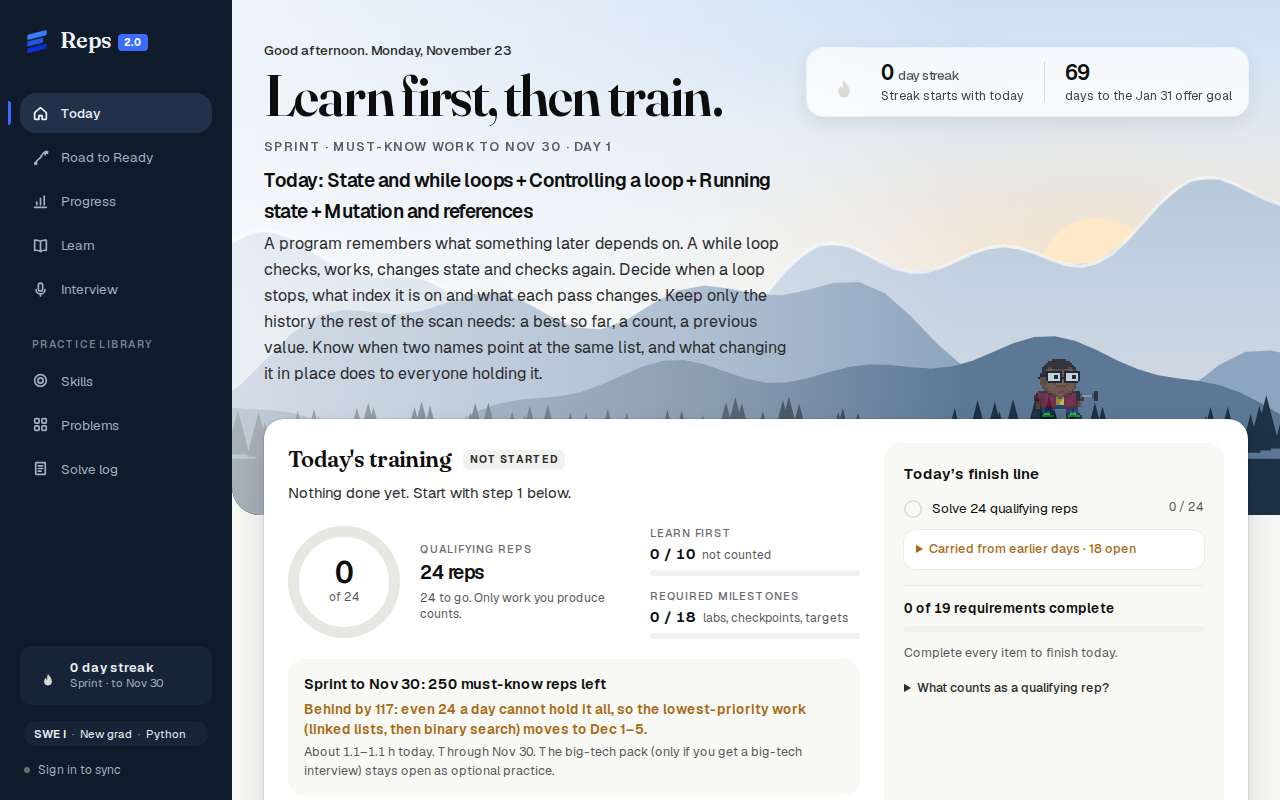 Reps 2.0
Today
Road to Ready
Progress
Learn
Interview
PRACTICE LIBRARY
Skills
Problems
Solve log
0 day streak
Sprint · to Nov 30
SWE I · New grad · Python
Sign in to sync
Good afternoon. Monday, November 23
Learn first, then train.
SPRINT · MUST-KNOW WORK TO NOV 30 · DAY 1
Today: State and while loops + Controlling a loop + Running
state + Mutation and references
A program remembers what something later depends on. A while loop
checks, works, changes state and checks again. Decide when a loop
stops, what index it is on and what each pass changes. Keep only the
history the rest of the scan needs: a best so far, a count, a previous
value. Know when two names point at the same list, and what changing
it in place does to everyone holding it.
0 day streak
Streak starts with today
69
days to the Jan 31 offer goal
Today's training NOT STARTED
Nothing done yet. Start with step 1 below.
0
of 24
QUALIFYING REPS
24 reps
24 to go. Only work you produce
counts.
LEARN FIRST
0 / 10 not counted
REQUIRED MILESTONES
0 / 18 labs, checkpoints, targets
Sprint to Nov 30: 250 must-know reps left
Behind by 117: even 24 a day cannot hold it all, so the lowest-priority work
(linked lists, then binary search) moves to Dec 1–5.
About 1.1–1.1 h today. Through Nov 30. The big-tech pack (only if you get a big-tech
interview) stays open as optional practice.
Today's finish line
Solve 24 qualifying reps 0 / 24
Carried from earlier days · 18 open
0 of 19 requirements complete
Complete every item to finish today.
What counts as a qualifying rep?